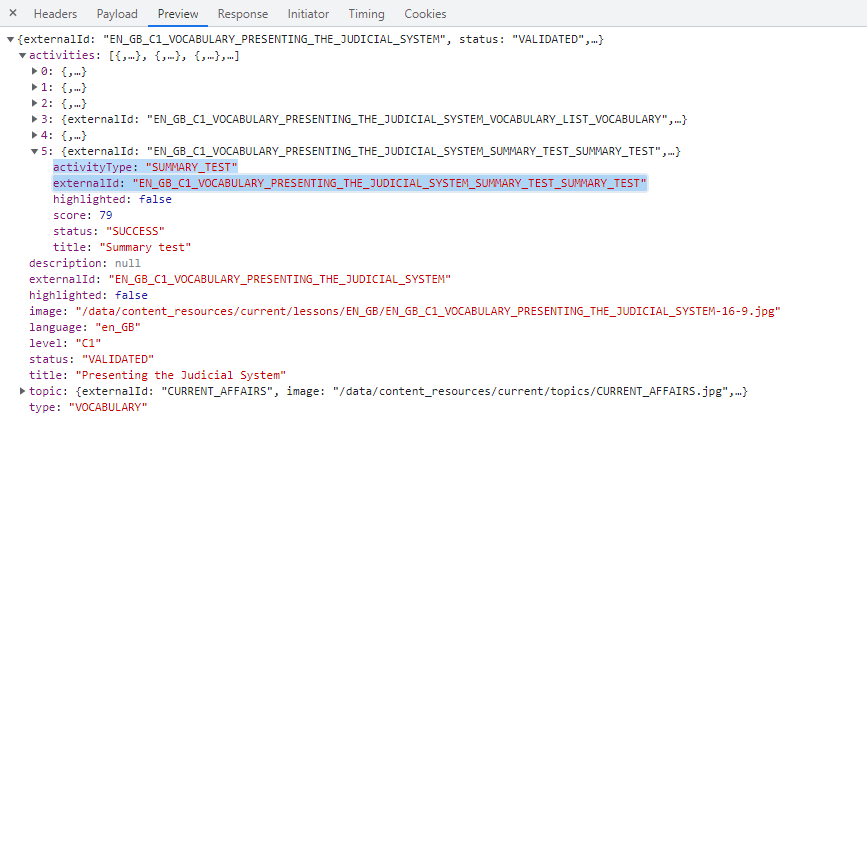 Headers Payload Preview Response Initiator Timing Cookies
{externalId: "EN_GB_C1_VOCABULARY_PRESENTING_THE_JUDICIAL_SYSTEM", status: "VALIDATED",…}
activities: [{,…}, {,…}, {,…},…]
0: {,…}
1: {,…}
2: {,…}
3: {externalId: "EN_GB_C1_VOCABULARY_PRESENTING_THE_JUDICIAL_SYSTEM_VOCABULARY_LIST_VOCABULARY",…}
4: {,…}
5: {externalId: "EN_GB_C1_VOCABULARY_PRESENTING_THE_JUDICIAL_SYSTEM_SUMMARY_TEST_SUMMARY_TEST",…}
activityType: "SUMMARY_TEST"
externalId: "EN_GB_C1_VOCABULARY_PRESENTING_THE_JUDICIAL_SYSTEM_SUMMARY_TEST_SUMMARY_TEST"
highlighted: false
score: 79
status: "SUCCESS"
title: "Summary test"
description: null
externalId: "EN_GB_C1_VOCABULARY_PRESENTING_THE_JUDICIAL_SYSTEM"
highlighted: false
image: "/data/content_resources/current/lessons/EN_GB/EN_GB_C1_VOCABULARY_PRESENTING_THE_JUDICIAL_SYSTEM-16-9.jpg"
language: "en_GB"
level: "C1"
status: "VALIDATED"
title: "Presenting the Judicial System"
topic: {externalId: "CURRENT_AFFAIRS", image: "/data/content_resources/current/topics/CURRENT_AFFAIRS.jpg",…}
type: "VOCABULARY"